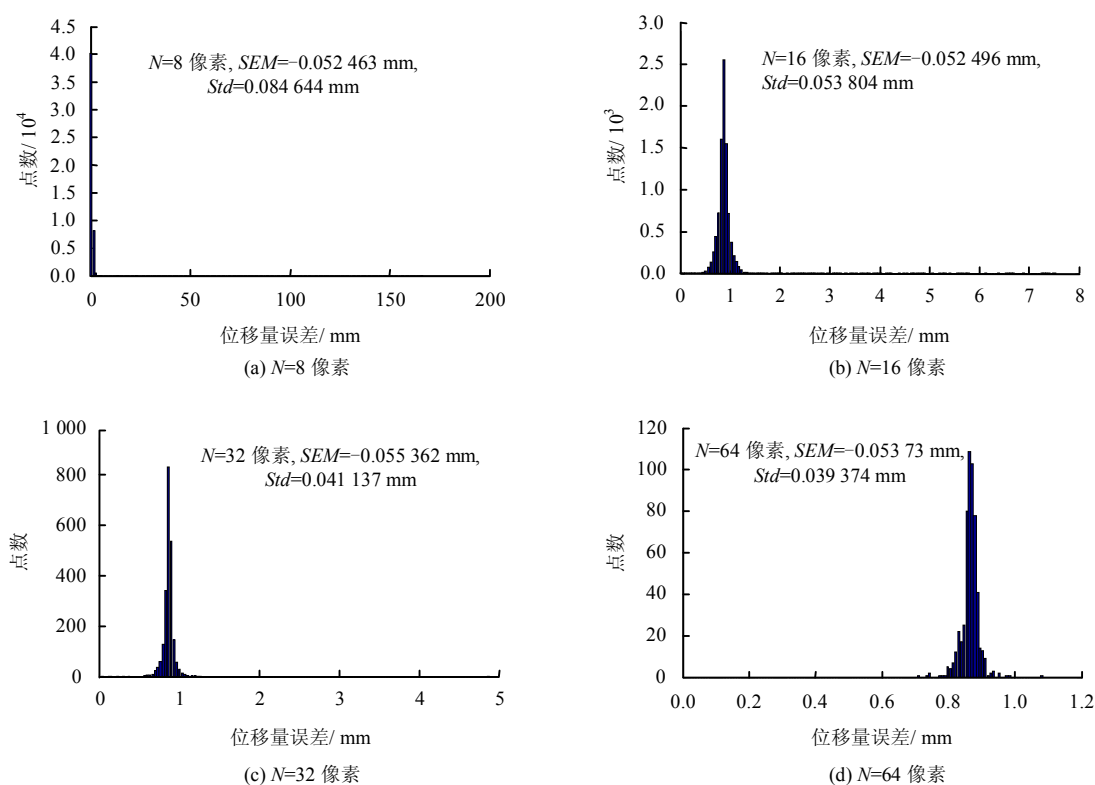 4.5
4.0
3.5
3.0
2.5
2.0
1.5
1.0
0.5
0.0
点数/ 10⁴
N=8 像素, SEM=−0.052 463 mm,
Std=0.084 644 mm
0 50 100 150 200
位移量误差/ mm
(a) N=8 像素
3.0
2.5
2.0
1.5
1.0
0.5
0.0
点数/ 10³
N=16 像素, SEM=−0.052 496 mm,
Std=0.053 804 mm
0 1 2 3 4 5 6 7 8
位移量误差/ mm
(b) N=16 像素
1 000
800
600
400
200
0
点数
N=32 像素, SEM=−0.055 362 mm,
Std=0.041 137 mm
0 1 2 3 4 5
位移量误差/ mm
(c) N=32 像素
120
100
80
60
40
20
0
点数
N=64 像素, SEM=−0.053 73 mm,
Std=0.039 374 mm
0.0 0.2 0.4 0.6 0.8 1.0 1.2
位移量误差/ mm
(d) N=64 像素